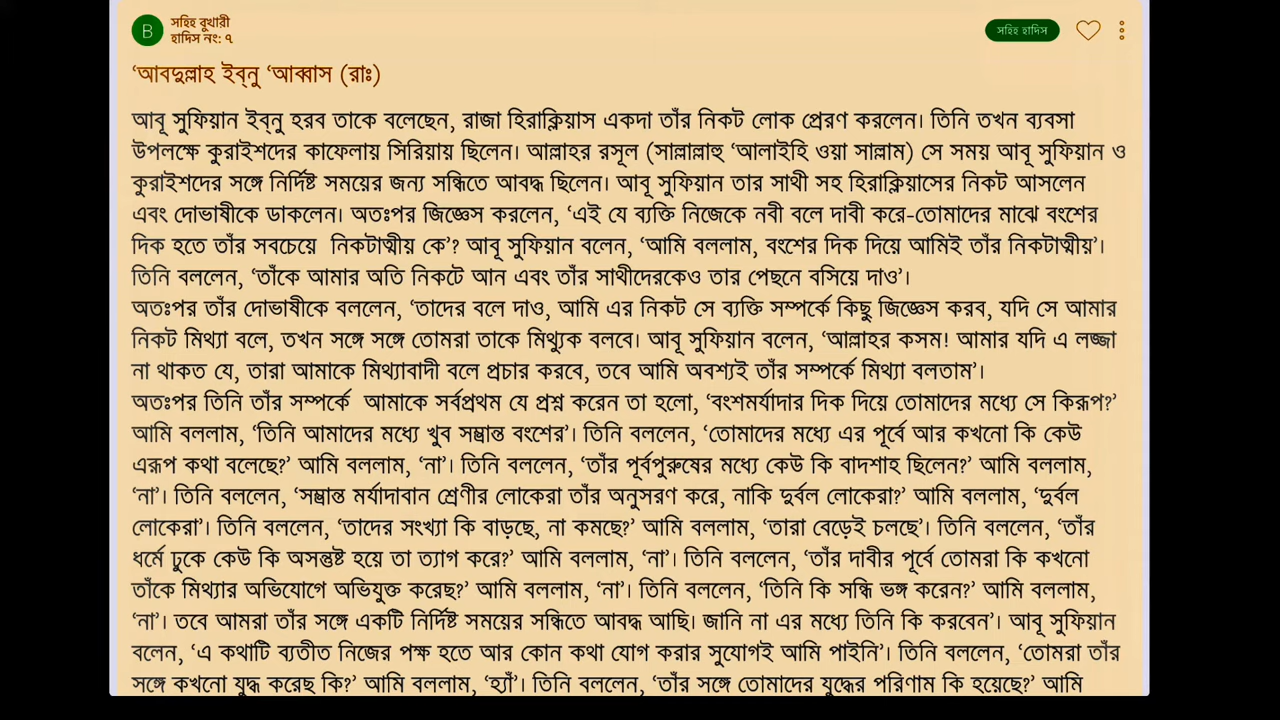 B
সহিহ বুখারী
হাদিস নং: ৭
সহিহ হাদিস
‘আবদুল্লাহ ইব্‌নু ‘আব্বাস (রাঃ)
আবূ সুফিয়ান ইব্‌নু হরব তাকে বলেছেন, রাজা হিরাক্লিয়াস একদা তাঁর নিকট লোক প্রেরণ করলেন। তিনি তখন ব্যবসা
উপলক্ষে কুরাইশদের কাফেলায় সিরিয়ায় ছিলেন। আল্লাহর রসূল (সাল্লাল্লাহু ‘আলাইহি ওয়া সাল্লাম) সে সময় আবূ সুফিয়ান ও
কুরাইশদের সঙ্গে নির্দিষ্ট সময়ের জন্য সন্ধিতে আবদ্ধ ছিলেন। আবূ সুফিয়ান তার সাথী সহ হিরাক্লিয়াসের নিকট আসলেন
এবং দোভাষীকে ডাকলেন। অতঃপর জিজ্ঞেস করলেন, ‘এই যে ব্যক্তি নিজেকে নবী বলে দাবী করে-তোমাদের মাঝে বংশের
দিক হতে তাঁর সবচেয়ে নিকটাত্মীয় কে’? আবূ সুফিয়ান বলেন, ‘আমি বললাম, বংশের দিক দিয়ে আমিই তাঁর নিকটাত্মীয়’।
তিনি বললেন, ‘তাঁকে আমার অতি নিকটে আন এবং তাঁর সাথীদেরকেও তার পেছনে বসিয়ে দাও’।
অতঃপর তাঁর দোভাষীকে বললেন, ‘তাদের বলে দাও, আমি এর নিকট সে ব্যক্তি সম্পর্কে কিছু জিজ্ঞেস করব, যদি সে আমার
নিকট মিথ্যা বলে, তখন সঙ্গে সঙ্গে তোমরা তাকে মিথ্যুক বলবে। আবূ সুফিয়ান বলেন, ‘আল্লাহর কসম! আমার যদি এ লজ্জা
না থাকত যে, তারা আমাকে মিথ্যাবাদী বলে প্রচার করবে, তবে আমি অবশ্যই তাঁর সম্পর্কে মিথ্যা বলতাম’।
অতঃপর তিনি তাঁর সম্পর্কে আমাকে সর্বপ্রথম যে প্রশ্ন করেন তা হলো, ‘বংশমর্যাদার দিক দিয়ে তোমাদের মধ্যে সে কিরূপ?’
আমি বললাম, ‘তিনি আমাদের মধ্যে খুব সম্ভ্রান্ত বংশের’। তিনি বললেন, ‘তোমাদের মধ্যে এর পূর্বে আর কখনো কি কেউ
এরূপ কথা বলেছে?’ আমি বললাম, ‘না’। তিনি বললেন, ‘তাঁর পূর্বপুরুষের মধ্যে কেউ কি বাদশাহ ছিলেন?’ আমি বললাম,
‘না’। তিনি বললেন, ‘সম্ভ্রান্ত মর্যাদাবান শ্রেণীর লোকেরা তাঁর অনুসরণ করে, নাকি দুর্বল লোকেরা?’ আমি বললাম, ‘দুর্বল
লোকেরা’। তিনি বললেন, ‘তাদের সংখ্যা কি বাড়ছে, না কমছে?’ আমি বললাম, ‘তারা বেড়েই চলছে’। তিনি বললেন, ‘তাঁর
ধর্মে ঢুকে কেউ কি অসন্তুষ্ট হয়ে তা ত্যাগ করে?’ আমি বললাম, ‘না’। তিনি বললেন, ‘তাঁর দাবীর পূর্বে তোমরা কি কখনো
তাঁকে মিথ্যার অভিযোগে অভিযুক্ত করেছ?’ আমি বললাম, ‘না’। তিনি বললেন, ‘তিনি কি সন্ধি ভঙ্গ করেন?’ আমি বললাম,
‘না’। তবে আমরা তাঁর সঙ্গে একটি নির্দিষ্ট সময়ের সন্ধিতে আবদ্ধ আছি। জানি না এর মধ্যে তিনি কি করবেন’। আবূ সুফিয়ান
বলেন, ‘এ কথাটি ব্যতীত নিজের পক্ষ হতে আর কোন কথা যোগ করার সুযোগই আমি পাইনি’। তিনি বললেন, ‘তোমরা তাঁর
সঙ্গে কখনো যুদ্ধ করেছ কি?’ আমি বললাম, ‘হ্যাঁ’। তিনি বললেন, ‘তাঁর সঙ্গে তোমাদের যুদ্ধের পরিণাম কি হয়েছে?’ আমি